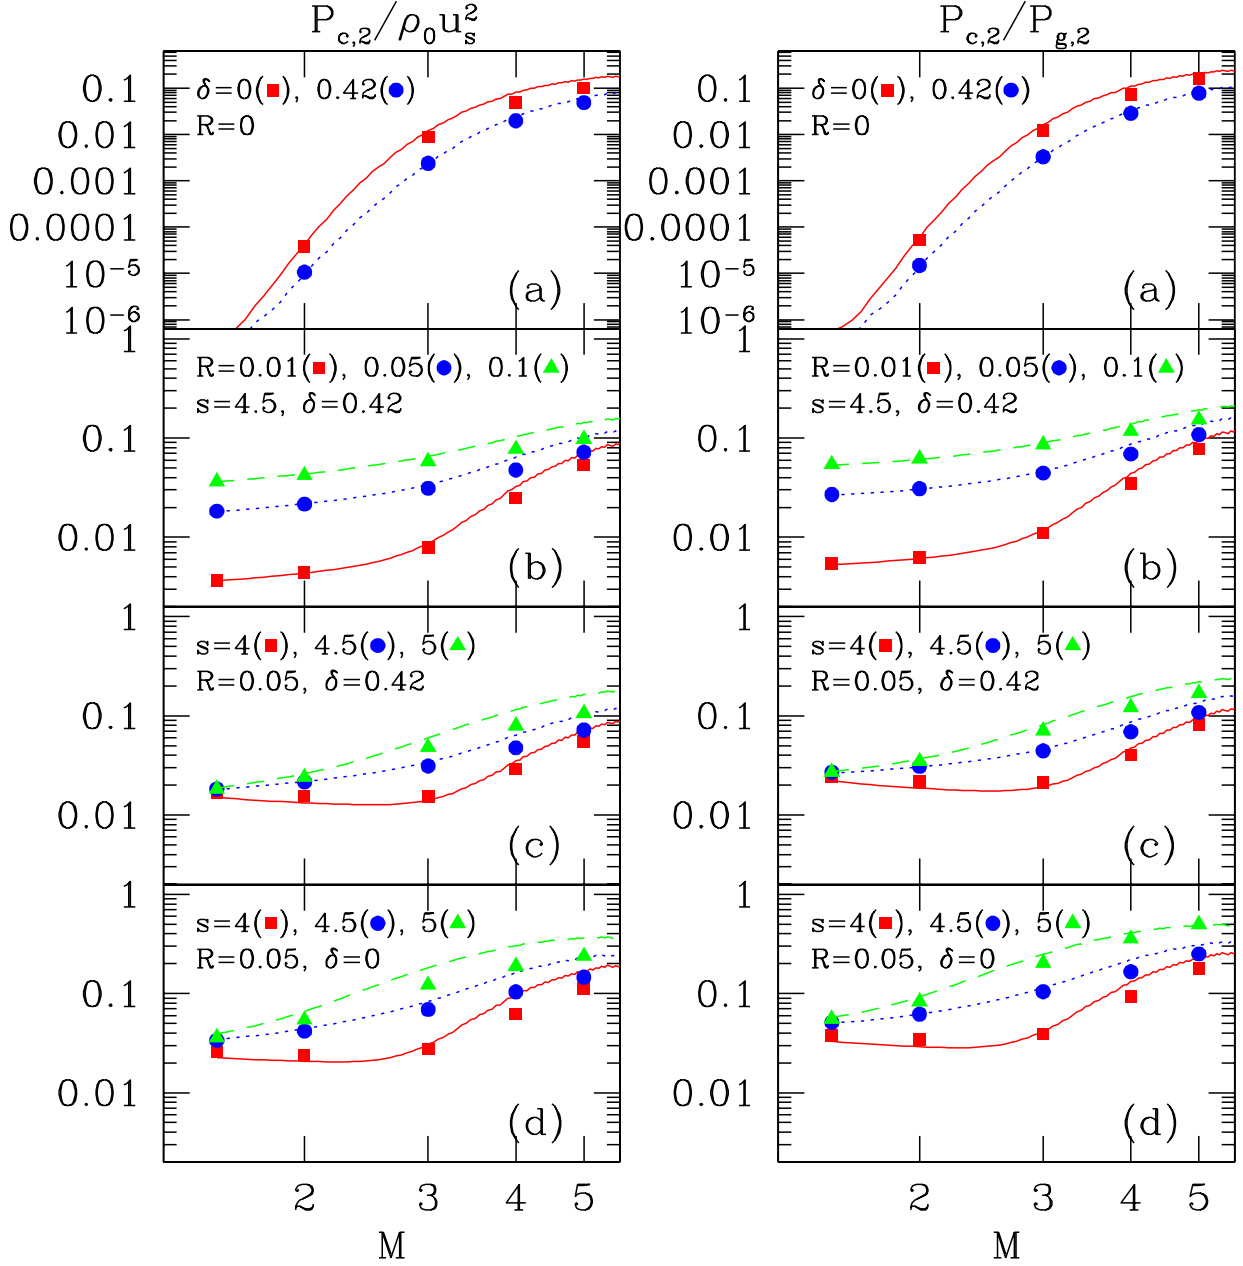 P_{c,2}/ρ_0u_s^2
P_{c,2}/P_{g,2}
0.1
0.01
0.001
0.0001
10^{-5}
10^{-6}
δ=0(■), 0.42(●)
R=0
(a)
0.1
0.01
0.001
0.0001
10^{-5}
10^{-6}
δ=0(■), 0.42(●)
R=0
(a)
1
0.1
0.01
R=0.01(■), 0.05(●), 0.1(▲)
s=4.5, δ=0.42
(b)
1
0.1
0.01
R=0.01(■), 0.05(●), 0.1(▲)
s=4.5, δ=0.42
(b)
1
0.1
0.01
s=4(■), 4.5(●), 5(▲)
R=0.05, δ=0.42
(c)
1
0.1
0.01
s=4(■), 4.5(●), 5(▲)
R=0.05, δ=0.42
(c)
1
0.1
0.01
s=4(■), 4.5(●), 5(▲)
R=0.05, δ=0
(d)
1
0.1
0.01
s=4(■), 4.5(●), 5(▲)
R=0.05, δ=0
(d)
2 3 4 5
M
2 3 4 5
M